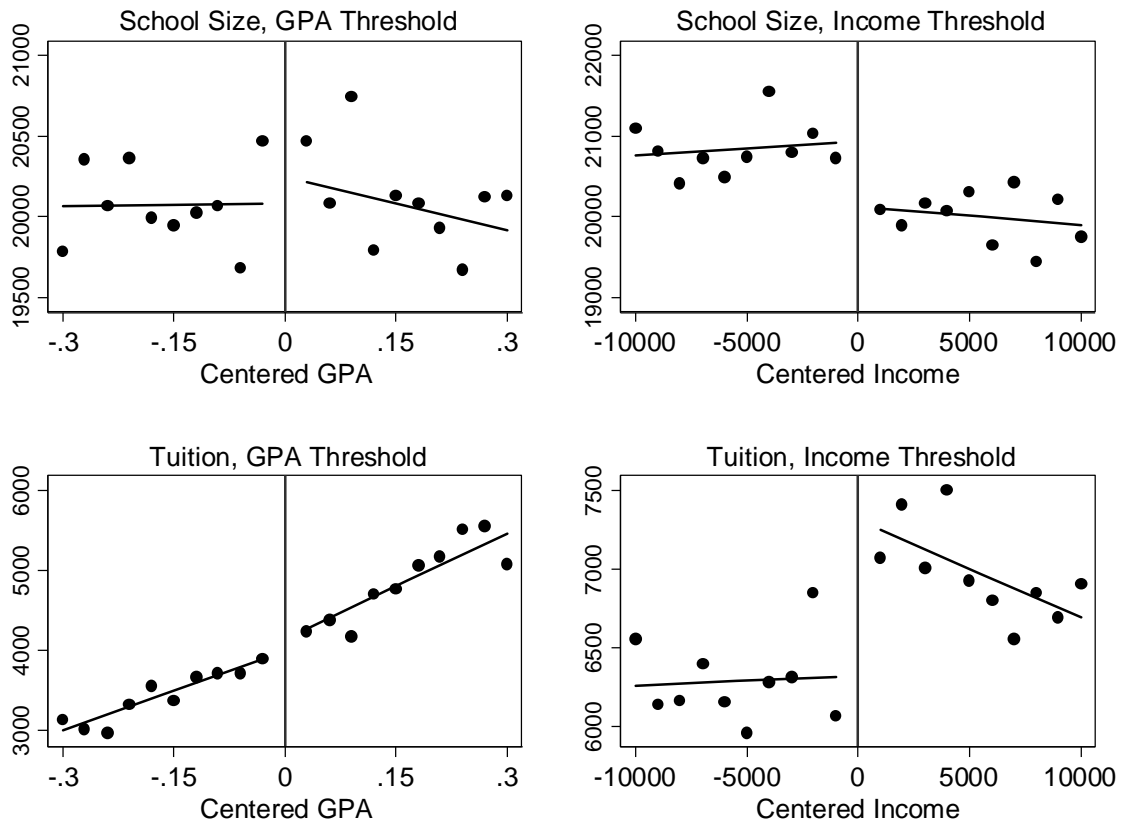 School Size, GPA Threshold
21000
20500
20000
19500
-.3 -.15 0 .15 .3
Centered GPA
School Size, Income Threshold
22000
21000
20000
19000
-10000 -5000 0 5000 10000
Centered Income
Tuition, GPA Threshold
6000
5000
4000
3000
-.3 -.15 0 .15 .3
Centered GPA
Tuition, Income Threshold
7500
7000
6500
6000
-10000 -5000 0 5000 10000
Centered Income